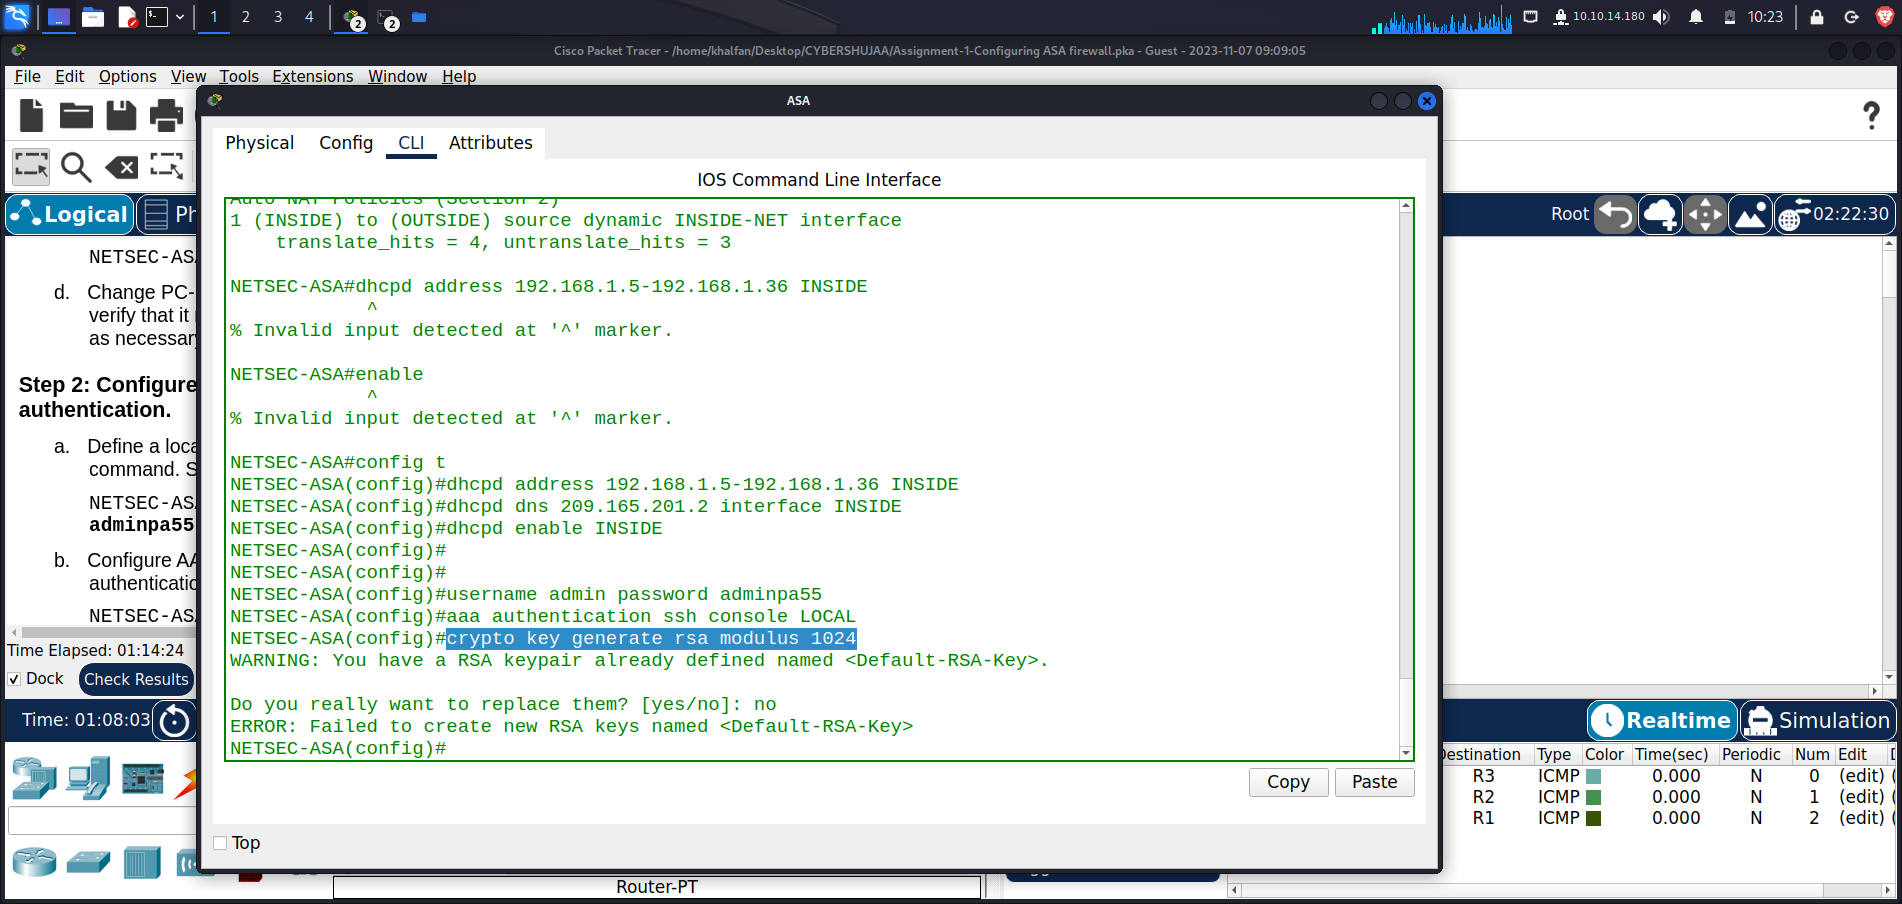 1 2 3 4 2 2 10.10.14.180 10:23
Cisco Packet Tracer - /home/khalfan/Desktop/CYBERSHUJAA/Assignment-1-Configuring ASA firewall.pka - Guest - 2023-11-07 09:09:05
File Edit Options View Tools Extensions Window Help
ASA
Physical Config CLI Attributes
IOS Command Line Interface
Logical
Root 02:22:30
NETSEC-ASA
d. Change PC-
verify that it
as necessary
Step 2: Configure
authentication.
a. Define a loca
command. S
NETSEC-ASA
adminpa55
b. Configure AA
authentication
NETSEC-ASA
Auto NAT Policies (Section 2)
1 (INSIDE) to (OUTSIDE) source dynamic INSIDE-NET interface
translate_hits = 4, untranslate_hits = 3
NETSEC-ASA#dhcpd address 192.168.1.5-192.168.1.36 INSIDE
^
% Invalid input detected at '^' marker.
NETSEC-ASA#enable
^
% Invalid input detected at '^' marker.
NETSEC-ASA#config t
NETSEC-ASA(config)#dhcpd address 192.168.1.5-192.168.1.36 INSIDE
NETSEC-ASA(config)#dhcpd dns 209.165.201.2 interface INSIDE
NETSEC-ASA(config)#dhcpd enable INSIDE
NETSEC-ASA(config)#
NETSEC-ASA(config)#
NETSEC-ASA(config)#username admin password adminpa55
NETSEC-ASA(config)#aaa authentication ssh console LOCAL
NETSEC-ASA(config)#crypto key generate rsa modulus 1024
WARNING: You have a RSA keypair already defined named <Default-RSA-Key>.
Do you really want to replace them? [yes/no]: no
ERROR: Failed to create new RSA keys named <Default-RSA-Key>
NETSEC-ASA(config)#
Copy Paste
Top
Time Elapsed: 01:14:24
Dock Check Results
Time: 01:08:03
Realtime Simulation
Destination Type Color Time(sec) Periodic Num Edit
R3 ICMP 0.000 N 0 (edit)
R2 ICMP 0.000 N 1 (edit)
R1 ICMP 0.000 N 2 (edit)
Router-PT